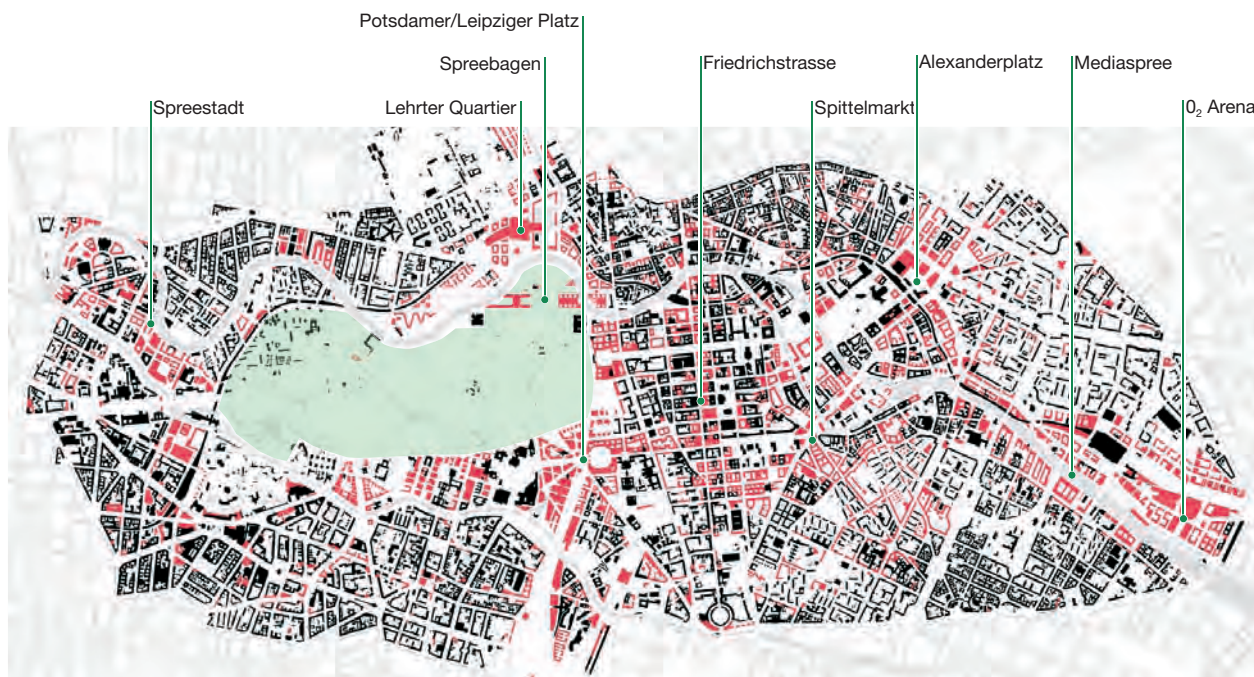 Potsdamer/Leipziger Platz
Spreebagen
Friedrichstrasse
Alexanderplatz
Mediaspree
Spreestadt
Lehrter Quartier
Spittelmarkt
0₂ Arena